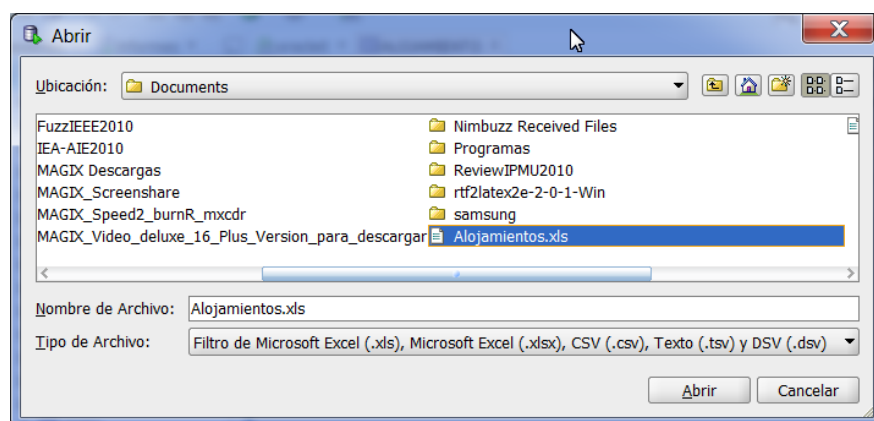 Abrir
Ubicación: Documents
FuzzIEEE2010
IEA-AIE2010
MAGIX Descargas
MAGIX_Screenshare
MAGIX_Speed2_burnR_mxcdr
MAGIX_Video_deluxe_16_Plus_Version_para_descargar
Nimbuzz Received Files
Programas
ReviewIPMU2010
rtf2latex2e-2-0-1-Win
samsung
Alojamientos.xls
Nombre de Archivo: Alojamientos.xls
Tipo de Archivo: Filtro de Microsoft Excel (.xls), Microsoft Excel (.xlsx), CSV (.csv), Texto (.tsv) y DSV (.dsv)
Abrir Cancelar